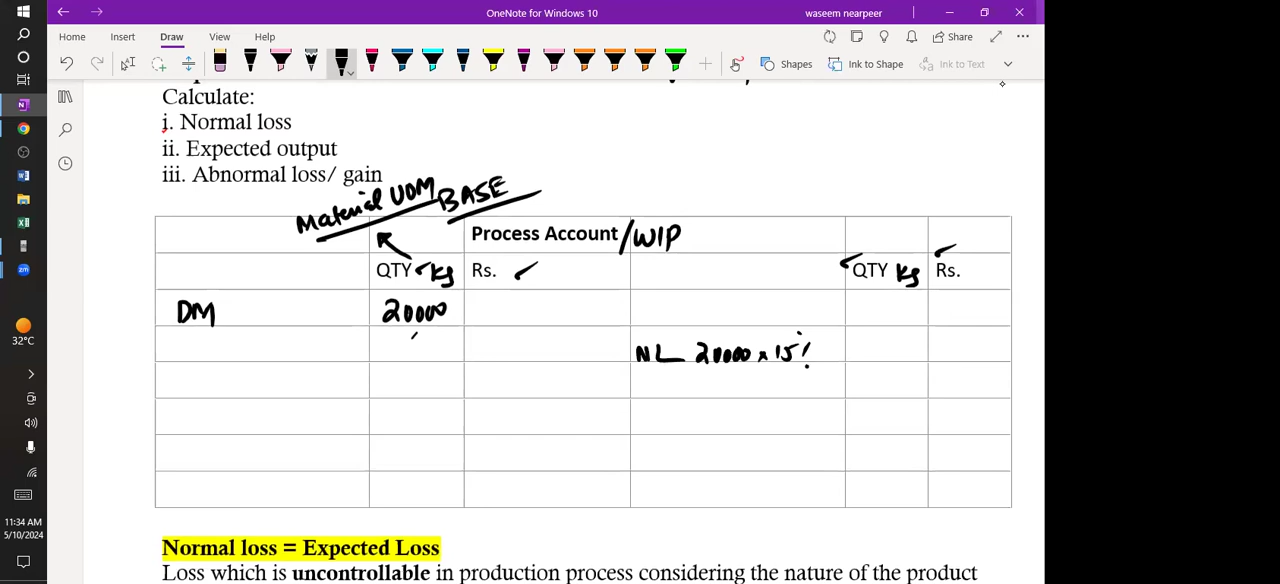 OneNote for Windows 10
waseem nearpeer
Home Insert Draw View Help
Share
Shapes Ink to Shape Ink to Text
Calculate:
i. Normal loss
ii. Expected output
iii. Abnormal loss/ gain
Material UOM BASE
Process Account /WIP
QTY Kg Rs. QTY Kg Rs.
DM 20000
NL 20000 x 15%
32°C
11:34 AM
5/10/2024
Normal loss = Expected Loss
Loss which is uncontrollable in production process considering the nature of the product